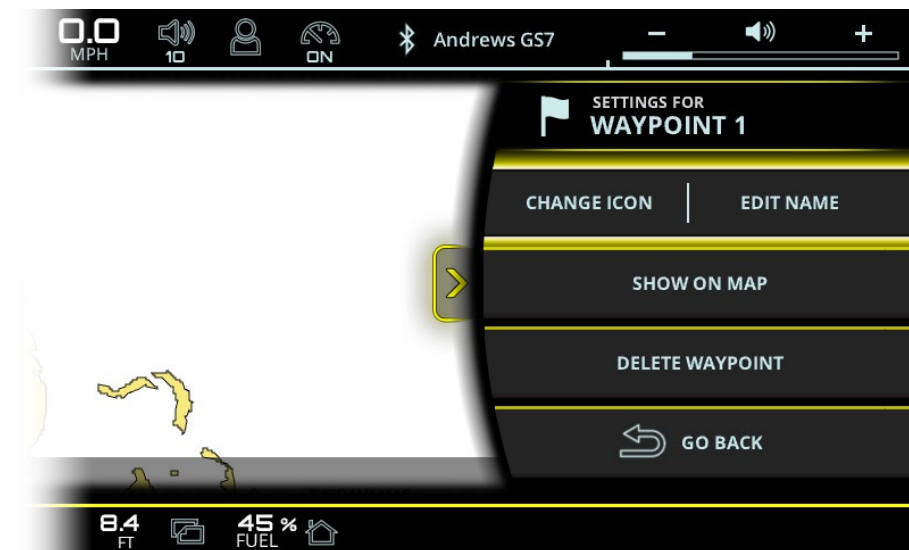 0.0
MPH
10
ON
Andrews GS7
SETTINGS FOR
WAYPOINT 1
CHANGE ICON
EDIT NAME
SHOW ON MAP
DELETE WAYPOINT
GO BACK
8.4
FT
45 %
FUEL